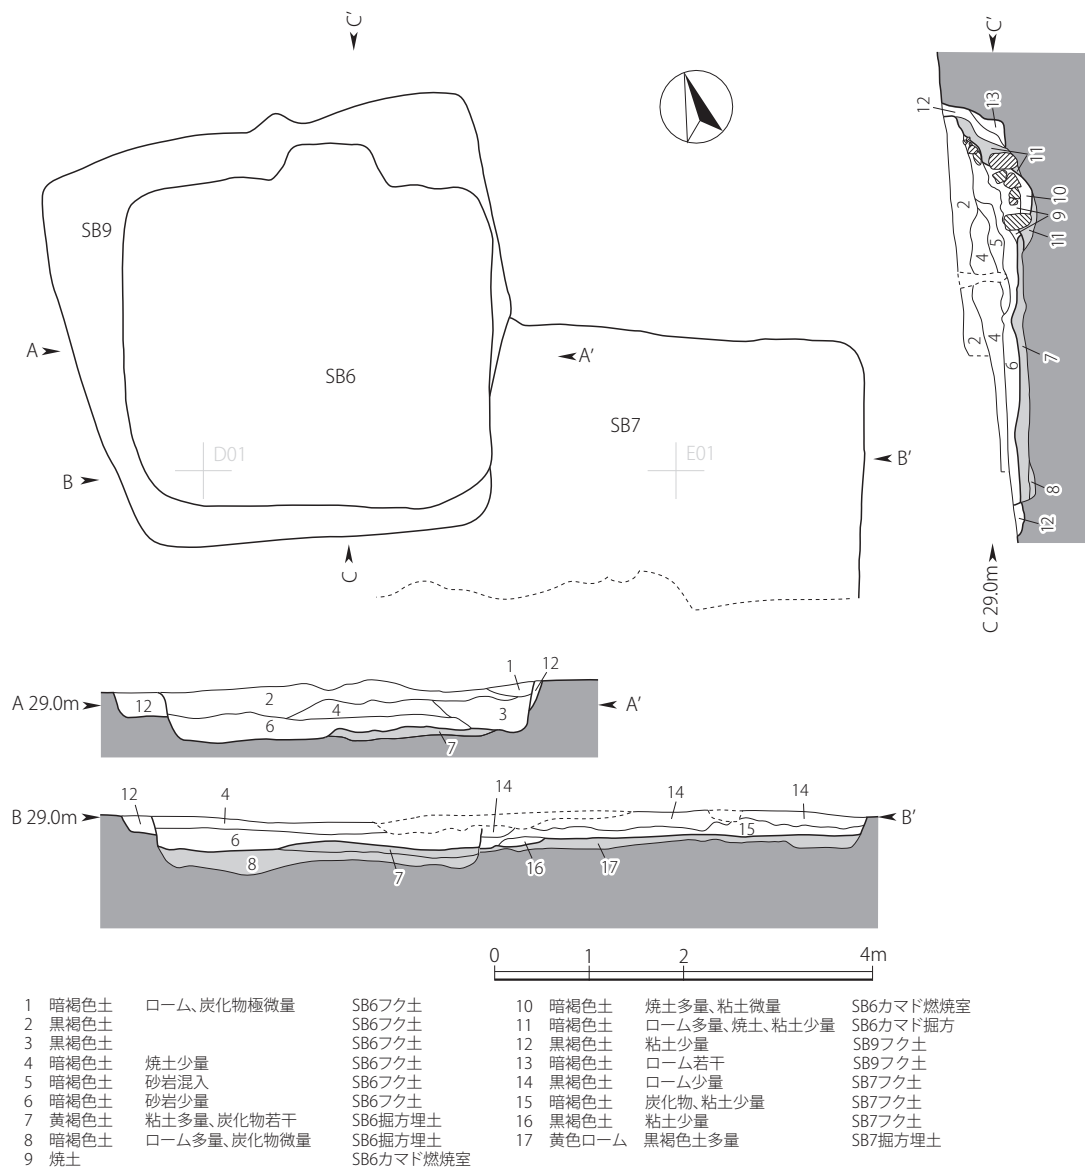 C′
SB9
SB6
SB7
A
A′
B
B′
D01
E01
C
C′
12
13
11
2
10
9
11
5
4
2
4
7
6
8
12
C 29.0m
1
12
A 29.0m
12
2
4
3
6
7
A′
12
4
14
14
14
B 29.0m
6
15
8
7
16
17
B′
0 1 2 4m
1 暗褐色土 ローム、炭化物極微量 SB6フク土
2 黒褐色土 SB6フク土
3 黒褐色土 SB6フク土
4 暗褐色土 焼土少量 SB6フク土
5 暗褐色土 砂岩混入 SB6フク土
6 暗褐色土 砂岩少量 SB6フク土
7 黄褐色土 粘土多量、炭化物若干 SB6掘方埋土
8 暗褐色土 ローム多量、炭化物微量 SB6掘方埋土
9 焼土 SB6カマド燃焼室
10 暗褐色土 焼土多量、粘土微量 SB6カマド燃焼室
11 暗褐色土 ローム多量、焼土、粘土少量 SB6カマド掘方
12 黒褐色土 粘土少量 SB9フク土
13 暗褐色土 ローム若干 SB9フク土
14 黒褐色土 ローム少量 SB7フク土
15 暗褐色土 炭化物、粘土少量 SB7フク土
16 黒褐色土 粘土少量 SB7フク土
17 黄色ローム 黒褐色土多量 SB7掘方埋土